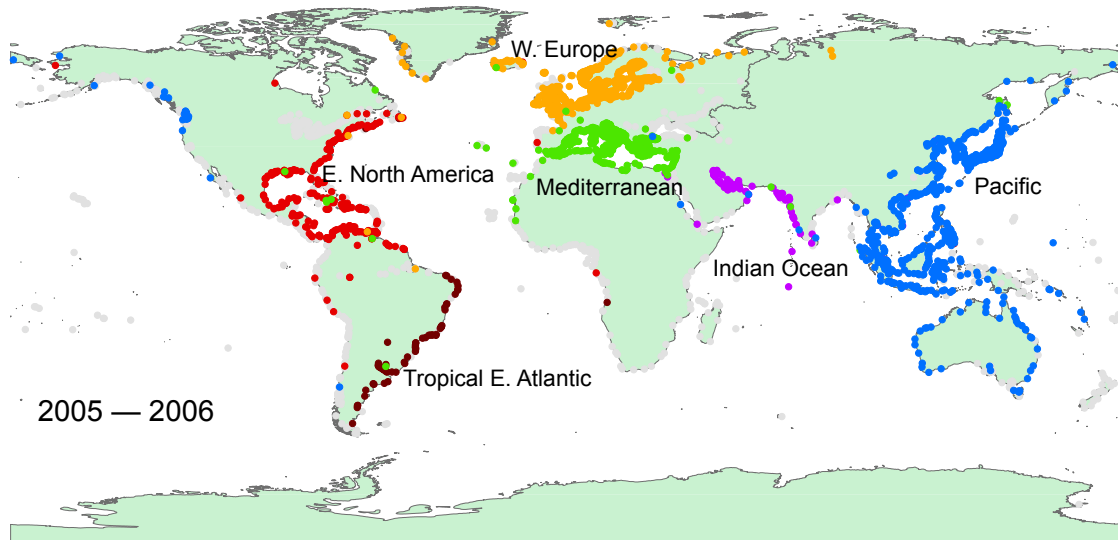 W. Europe
E. North America
Mediterranean
Pacific
Indian Ocean
Tropical E. Atlantic
2005 — 2006